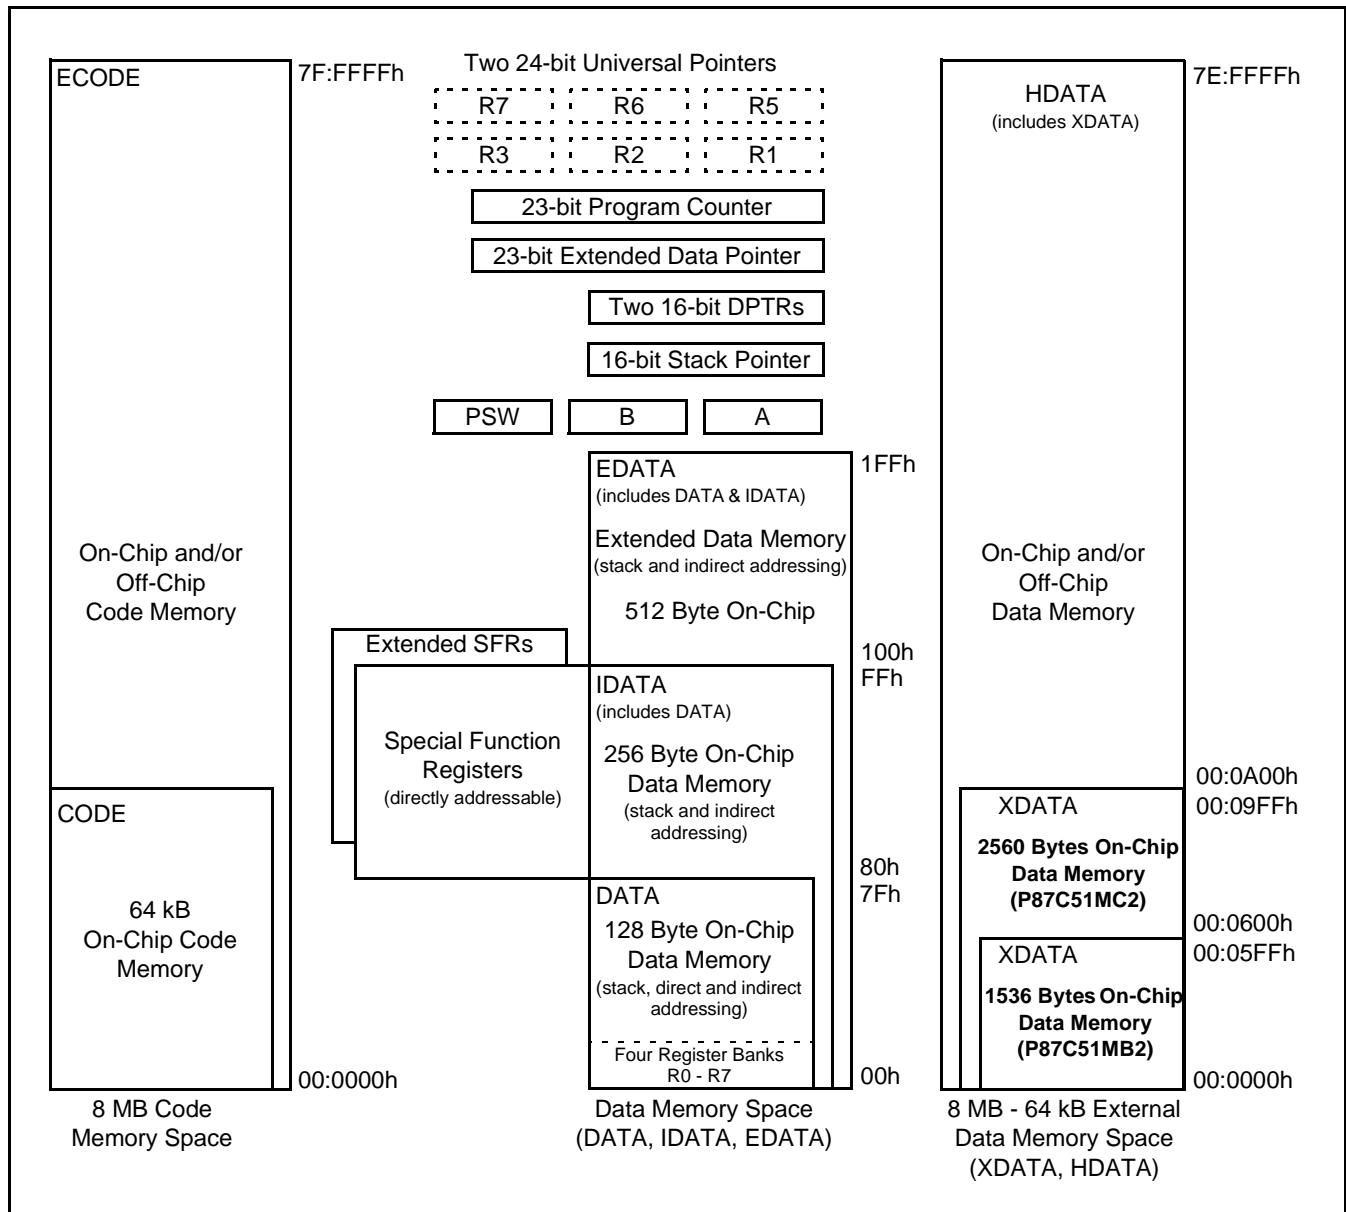 ECODE
7F:FFFFh
On-Chip and/or
Off-Chip
Code Memory
CODE
64 kB
On-Chip Code
Memory
00:0000h
8 MB Code
Memory Space
Two 24-bit Universal Pointers
R7 R6 R5
R3 R2 R1
23-bit Program Counter
23-bit Extended Data Pointer
Two 16-bit DPTRs
16-bit Stack Pointer
PSW B A
EDATA
(includes DATA & IDATA)
1FFh
Extended Data Memory
(stack and indirect addressing)
512 Byte On-Chip
100h
FFh
Extended SFRs
Special Function
Registers
(directly addressable)
IDATA
(includes DATA)
256 Byte On-Chip
Data Memory
(stack and indirect
addressing)
80h
7Fh
DATA
128 Byte On-Chip
Data Memory
(stack, direct and indirect
addressing)
Four Register Banks
R0 - R7
00h
Data Memory Space
(DATA, IDATA, EDATA)
HDATA
(includes XDATA)
7E:FFFFh
On-Chip and/or
Off-Chip
Data Memory
00:0A00h
00:09FFh
XDATA
2560 Bytes On-Chip
Data Memory
(P87C51MC2)
00:0600h
00:05FFh
XDATA
1536 Bytes On-Chip
Data Memory
(P87C51MB2)
00:0000h
8 MB - 64 kB External
Data Memory Space
(XDATA, HDATA)